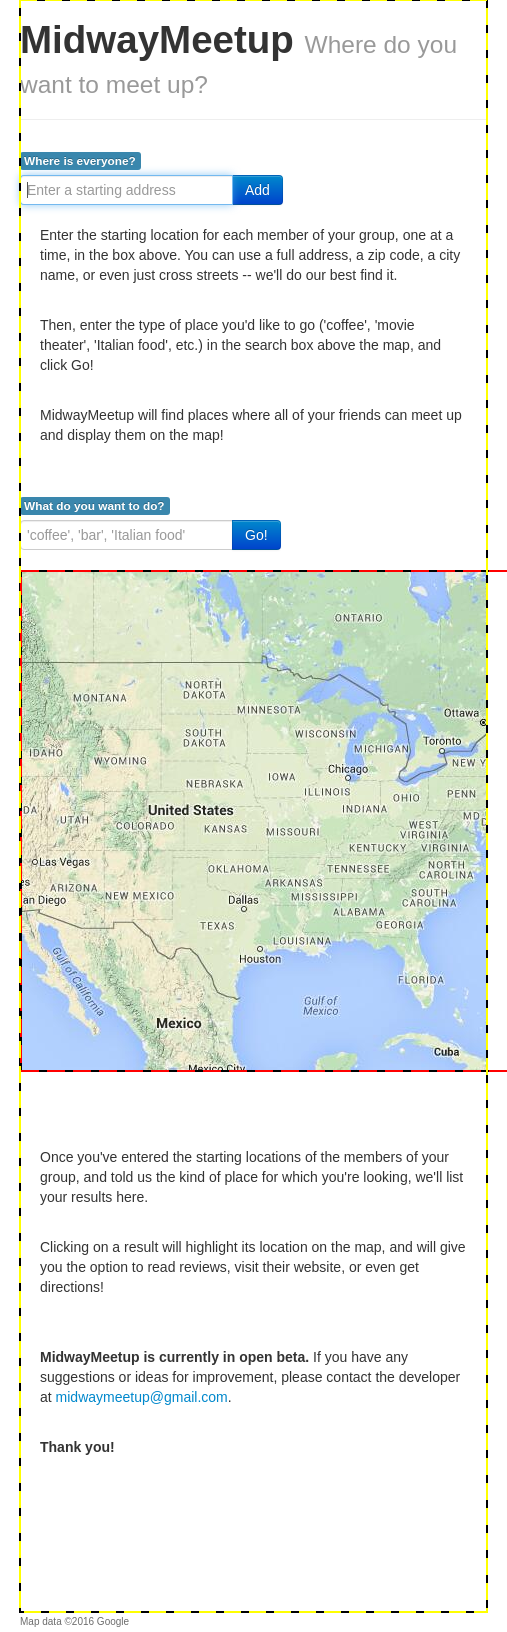 MidwayMeetup Where do you
want to meet up?
Where is everyone?
Enter a starting address
Add
Enter the starting location for each member of your group, one at a
time, in the box above. You can use a full address, a zip code, a city
name, or even just cross streets -- we'll do our best find it.
Then, enter the type of place you'd like to go ('coffee', 'movie
theater', 'Italian food', etc.) in the search box above the map, and
click Go!
MidwayMeetup will find places where all of your friends can meet up
and display them on the map!
What do you want to do?
'coffee', 'bar', 'Italian food'
Go!
ONTARIO
NORTH
DAKOTA
MONTANA
MINNESOTA
Ottawa
SOUTH
DAKOTA
WISCONSIN
MICHIGAN
Toronto
IDAHO
WYOMING
Chicago
NEW Y
NEBRASKA
IOWA
ILLINOIS
OHIO
PENN
DA
UTAH
United States
COLORADO
KANSAS
MISSOURI
INDIANA
MD
WEST
VIRGINIA
KENTUCKY
VIRGINIA
Las Vegas
OKLAHOMA
TENNESSEE
NORTH
CAROLINA
es
ARIZONA
NEW MEXICO
ARKANSAS
MISSISSIPPI
SOUTH
CAROLINA
an Diego
Dallas
ALABAMA
TEXAS
GEORGIA
LOUISIANA
Houston
Gulf of California
FLORIDA
Gulf of
Mexico
Mexico
Cuba
Mexico City
Once you've entered the starting locations of the members of your
group, and told us the kind of place for which you're looking, we'll list
your results here.
Clicking on a result will highlight its location on the map, and will give
you the option to read reviews, visit their website, or even get
directions!
MidwayMeetup is currently in open beta. If you have any
suggestions or ideas for improvement, please contact the developer
at midwaymeetup@gmail.com.
Thank you!
Map data ©2016 Google